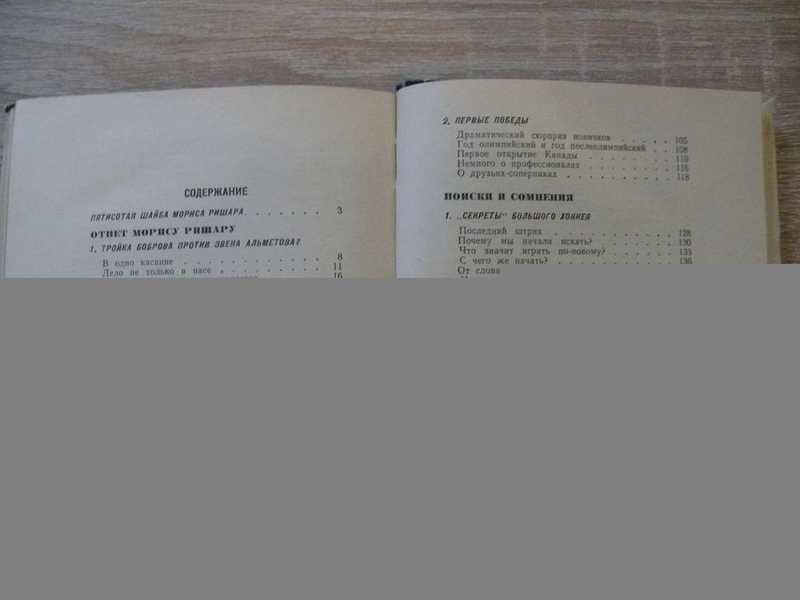 СОДЕРЖАНИЕ
ПЯТИСОТАЯ ШАЙБА МОРИСА РИШАРА. . . . . . . 3
ОТВЕТ МОРИСУ РИШАРУ
1. ТРОЙКА БОБРОВА ПРОТИВ ЗВЕНА АЛЬМЕТОВА?
В одно касание . . . . . . . . . . . . 8
Дело не только в пасе . . . . . . . . . 11
16
2. ПЕРВЫЕ ПОБЕДЫ
Драматический сюрприз новичков . . . . . 105
Год олимпийский и год послеолимпийский . . 108
Первое открытие Канады . . . . . . . . 110
Немного о профессионалах . . . . . . . 116
О друзьях-соперниках . . . . . . . . . 118
ПОИСКИ И СОМНЕНИЯ
1. „СЕКРЕТЫ" БОЛЬШОГО ХОККЕЯ
Последний штрих . . . . . . . . . . . 128
Почему мы начали искать? . . . . . . . 130
Что значит играть по-новому? . . . . . . 133
С чего же начать? . . . . . . . . . . 136
От слова